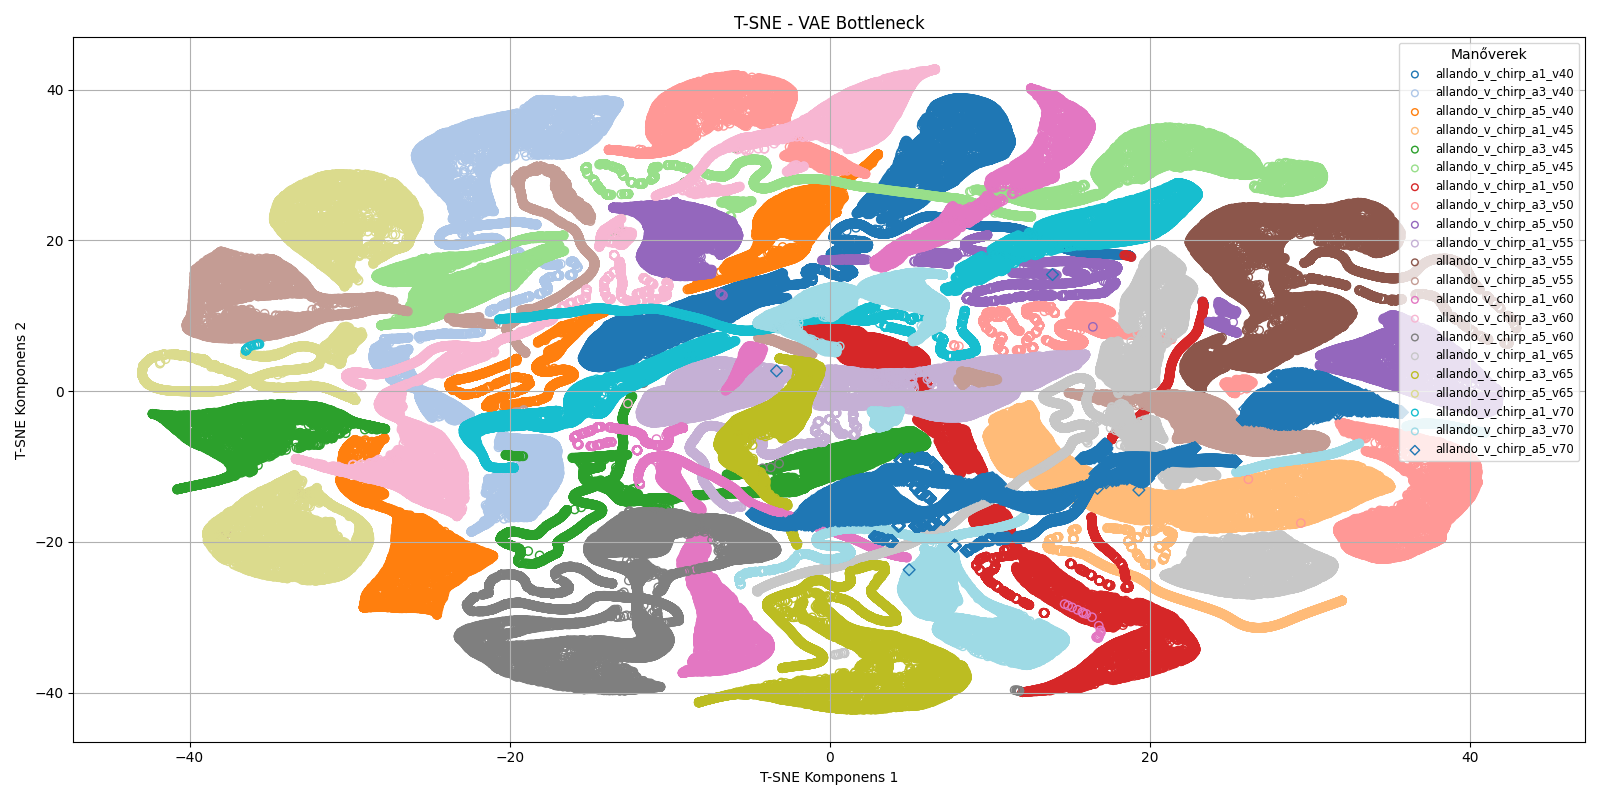 T-SNE - VAE Bottleneck
Manőverek
allando_v_chirp_a1_v40
allando_v_chirp_a3_v40
allando_v_chirp_a5_v40
allando_v_chirp_a1_v45
allando_v_chirp_a3_v45
allando_v_chirp_a5_v45
allando_v_chirp_a1_v50
allando_v_chirp_a3_v50
allando_v_chirp_a5_v50
allando_v_chirp_a1_v55
allando_v_chirp_a3_v55
allando_v_chirp_a5_v55
allando_v_chirp_a1_v60
allando_v_chirp_a3_v60
allando_v_chirp_a5_v60
allando_v_chirp_a1_v65
allando_v_chirp_a3_v65
allando_v_chirp_a5_v65
allando_v_chirp_a1_v70
allando_v_chirp_a3_v70
allando_v_chirp_a5_v70
T-SNE Komponens 2
40
20
0
−20
−40
−40
−20
0
20
40
T-SNE Komponens 1